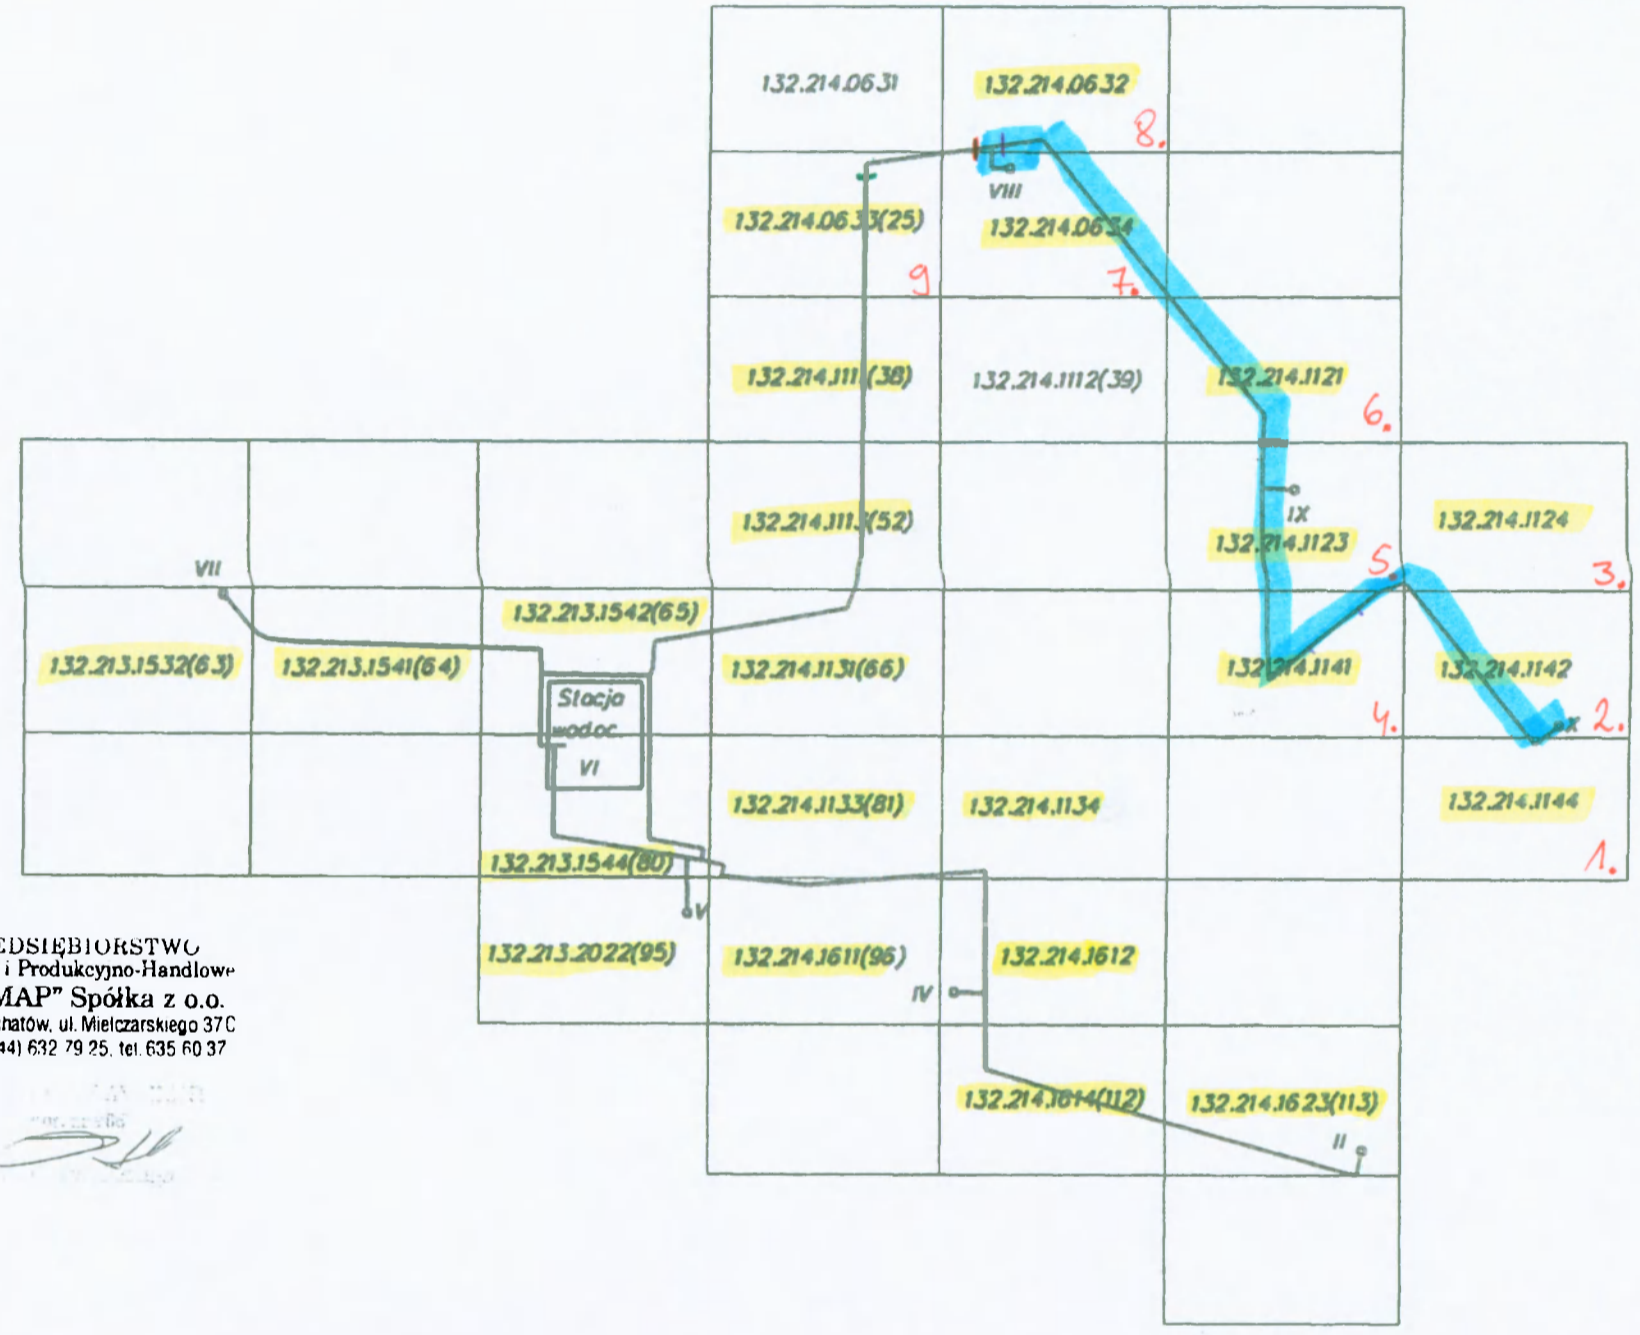 132.214.0631
132.214.0632
8.
VIII
132.214.0633(25)
132.214.0634
9
7.
132.214.1111(38)
132.214.1112(39)
132.214.1121
6.
132.214.1113(52)
IX
132.214.1123
132.214.1124
5.
3.
VII
132.213.1542(65)
132.213.1532(63)
132.213.1541(64)
132.214.1131(66)
132.214.1141
132.214.1142
Stacja
wodoc.
VI
4.
X
2.
132.214.1133(81)
132.214.1134
132.214.1144
132.213.1544(80)
1.
V
132.213.2022(95)
132.214.1611(96)
132.214.1612
IV
EDSIĘBIORSTWO
i Produkcyjno-Handlowe
MAP" Spółka z o.o.
chatów, ul. Mielczarskiego 37C
44) 632 79 25, tel. 635 60 37
132.214.1614(112)
132.214.1623(113)
II